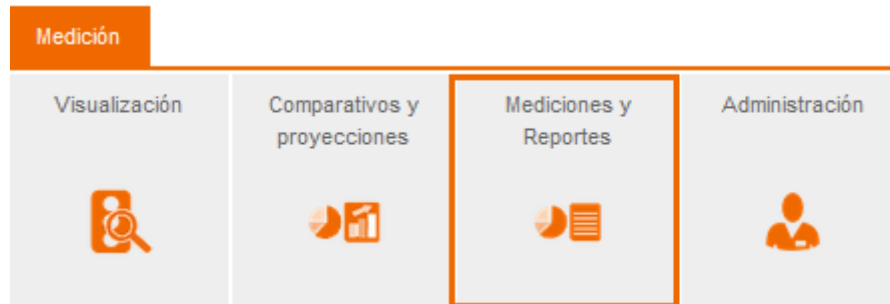 Medición
Visualización
Comparativos y
proyecciones
Mediciones y
Reportes
Administración